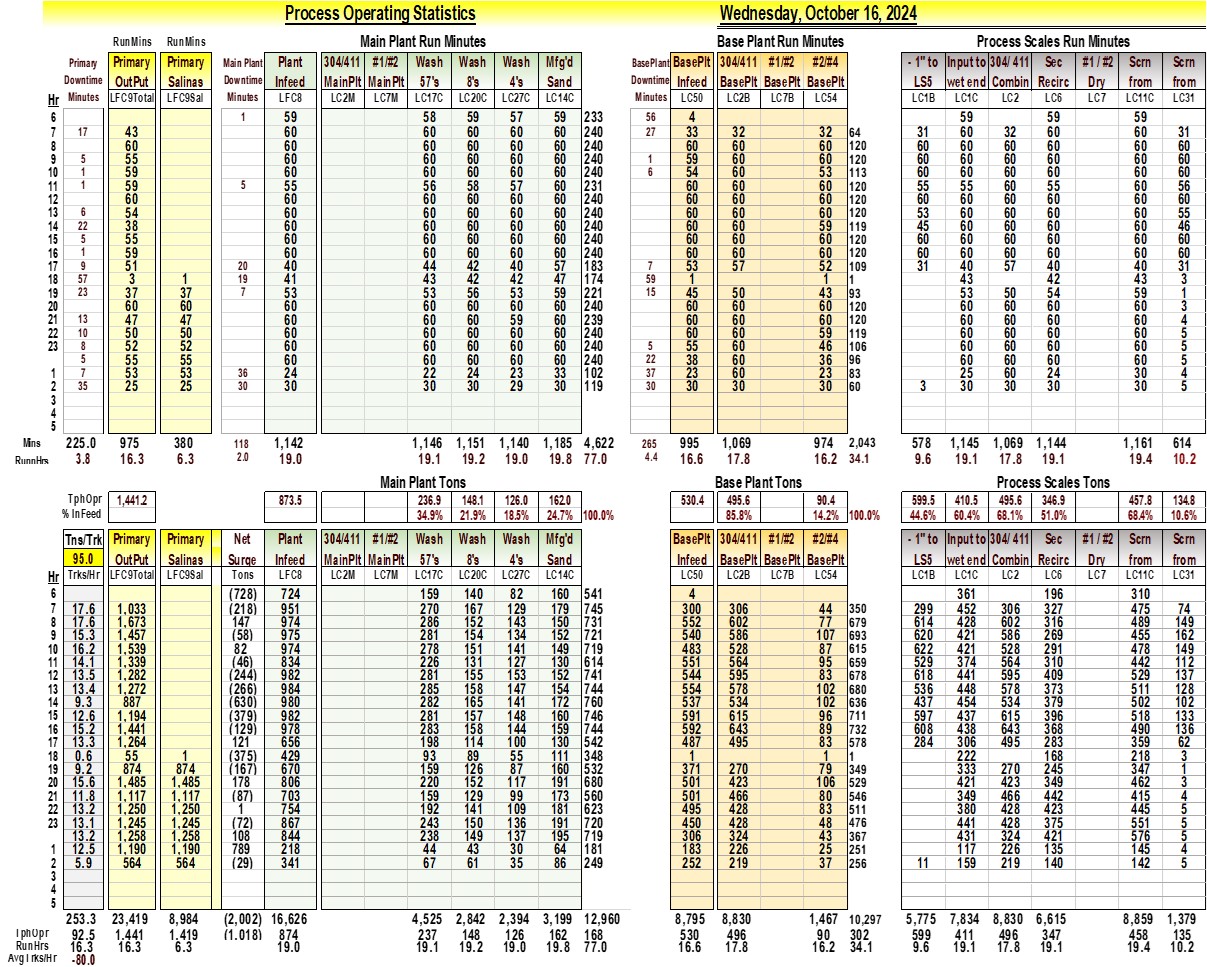 Process Operating Statistics Wednesday, October 16, 2024
RunMins RunMins Main Plant Run Minutes Base Plant Run Minutes Process Scales Run Minutes
Primary Primary Primary Main Plant Plant 304/411 #1/#2 Wash Wash Wash Mfg'd BasePlant BasePlt 304/411 #1/#2 #2/#4 - 1" to Input to 304/ 411 Sec #1 / #2 Scrn Scrn
Downtime OutPut Salinas Downtime Infeed MainPlt MainPlt 57's 8's 4's Sand Downtime Infeed BasePlt BasePlt BasePlt LS5 wet end Combin Recirc Dry from from
Hr Minutes LFC9Total LFC9Sal Minutes LFC8 LC2M LC7M LC17C LC20C LC27C LC14C Minutes LC50 LC2B LC7B LC54 LC1B LC1C LC2 LC6 LC7 LC11C LC31
6 1 59 58 59 57 59 233 56 4 59 59 59
7 17 43 60 60 60 60 60 240 27 33 32 32 64 31 60 32 60 60 31
8 60 60 60 60 60 60 240 60 60 60 120 60 60 60 60 60 60
9 5 55 60 60 60 60 60 240 1 59 60 60 120 60 60 60 60 60 60
10 1 59 60 60 60 60 60 240 6 54 60 53 113 60 60 60 60 60 60
11 1 59 5 55 56 58 57 60 231 60 60 60 120 55 55 60 55 60 56
12 60 60 60 60 60 60 240 60 60 60 120 60 60 60 60 60 60
13 6 54 60 60 60 60 60 240 60 60 60 120 53 60 60 60 60 55
14 22 38 60 60 60 60 60 240 60 60 59 119 45 60 60 60 60 46
15 5 55 60 60 60 60 60 240 60 60 60 120 60 60 60 60 60 60
16 1 59 60 60 60 60 60 240 60 60 60 120 60 60 60 60 60 60
17 9 51 20 40 44 42 40 57 183 7 53 57 52 109 31 40 57 40 40 31
18 57 3 1 19 41 43 42 42 47 174 59 1 1 1 43 42 43 3
19 23 37 37 7 53 53 56 53 59 221 15 45 50 43 93 53 50 54 59 1
20 60 60 60 60 60 60 60 240 60 60 60 120 60 60 60 60 3
21 13 47 47 60 60 60 59 60 239 60 60 60 120 60 60 60 60 4
22 10 50 50 60 60 60 60 60 240 60 60 59 119 60 60 60 60 5
23 8 52 52 60 60 60 60 60 240 5 55 60 46 106 60 60 60 60 5
5 55 55 60 60 60 60 60 240 22 38 60 36 96 60 60 60 60 5
1 7 53 53 36 24 22 24 23 33 102 37 23 60 23 83 25 60 24 30 4
2 35 25 25 30 30 30 30 29 30 119 30 30 30 30 60 3 30 30 30 30 5
3
4
5
Mins 225.0 975 380 118 1,142 1,146 1,151 1,140 1,185 4,622 265 995 1,069 974 2,043 578 1,145 1,069 1,144 1,161 614
RunnHrs 3.8 16.3 6.3 2.0 19.0 19.1 19.2 19.0 19.8 77.0 4.4 16.6 17.8 16.2 34.1 9.6 19.1 17.8 19.1 19.4 10.2
Main Plant Tons Base Plant Tons Process Scales Tons
TphOpr 1,441.2 873.5 236.9 148.1 126.0 162.0 530.4 495.6 90.4 599.5 410.5 495.6 346.9 457.8 134.8
% InFeed 34.9% 21.9% 18.5% 24.7% 100.0% 85.8% 14.2% 100.0% 44.6% 60.4% 68.1% 51.0% 68.4% 10.6%
Tns/Trk Primary Primary Net Plant 304/411 #1/#2 Wash Wash Wash Mfg'd BasePlt 304/411 #1/#2 #2/#4 - 1" to Input to 304/ 411 Sec #1 / #2 Scrn Scrn
95.0 OutPut Salinas Surge Infeed MainPlt MainPlt 57's 8's 4's Sand Infeed BasePlt BasePlt BasePlt LS5 wet end Combin Recirc Dry from from
Hr Trks/Hr LFC9Total LFC9Sal Tons LFC8 LC2M LC7M LC17C LC20C LC27C LC14C LC50 LC2B LC7B LC54 LC1B LC1C LC2 LC6 LC7 LC11C LC31
6 (728) 724 159 140 82 160 541 4 361 196 310
7 17.6 1,033 (218) 951 270 167 129 179 745 300 306 44 350 299 452 306 327 475 74
8 17.6 1,673 147 974 286 152 143 150 731 552 602 77 679 614 428 602 316 489 149
9 15.3 1,457 (58) 975 281 154 134 152 721 540 586 107 693 620 421 586 269 455 162
10 16.2 1,539 82 974 278 151 141 149 719 483 528 87 615 622 421 528 291 478 149
11 14.1 1,339 (46) 834 226 131 127 130 614 551 564 95 659 529 374 564 310 442 112
12 13.5 1,282 (244) 982 281 155 153 152 741 544 595 83 678 618 441 595 409 529 137
13 13.4 1,272 (266) 984 285 158 147 154 744 554 578 102 680 536 448 578 373 511 128
14 9.3 887 (630) 980 282 165 141 172 760 537 534 102 636 437 454 534 379 502 102
15 12.6 1,194 (379) 982 281 157 148 160 746 591 615 96 711 597 437 615 396 518 133
16 15.2 1,441 (129) 978 283 158 144 159 744 592 643 89 732 608 438 643 368 490 136
17 13.3 1,264 121 656 198 114 100 130 542 487 495 83 578 284 306 495 283 359 62
18 0.6 55 1 (375) 429 93 89 55 111 348 1 1 1 222 168 218 3
19 9.2 874 874 (167) 670 159 126 87 160 532 371 270 79 349 333 270 245 347 1
20 15.6 1,485 1,485 178 806 220 152 117 191 680 501 423 106 529 421 423 349 462 3
21 11.8 1,117 1,117 (87) 703 159 129 99 173 560 501 466 80 546 349 466 442 415 4
22 13.2 1,250 1,250 1 754 192 141 109 181 623 495 428 83 511 380 428 423 445 5
23 13.1 1,245 1,245 (72) 867 243 150 136 191 720 450 428 48 476 441 428 375 551 5
13.2 1,258 1,258 108 844 238 149 137 195 719 306 324 43 367 431 324 421 576 5
1 12.5 1,190 1,190 789 218 44 43 30 64 181 183 226 25 251 117 226 135 145 4
2 5.9 564 564 (29) 341 67 61 35 86 249 252 219 37 256 11 159 219 140 142 5
3
4
5
253.3 23,419 8,984 (2,002) 16,626 4,525 2,842 2,394 3,199 12,960 8,795 8,830 1,467 10,297 5,775 7,834 8,830 6,615 8,859 1,379
TphOpr 92.5 1,441 1,419 (1,018) 874 237 148 126 162 168 530 496 90 302 599 411 496 347 458 135
RunHrs 16.3 16.3 6.3 19.0 19.1 19.2 19.0 19.8 77.0 16.6 17.8 16.2 34.1 9.6 19.1 17.8 19.1 19.4 10.2
Avg Trks/Hr -80.0